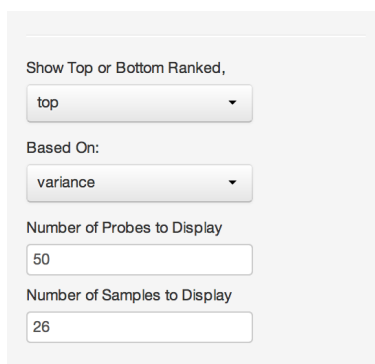 Show Top or Bottom Ranked,
top
Based On:
variance
Number of Probes to Display
50
Number of Samples to Display
26